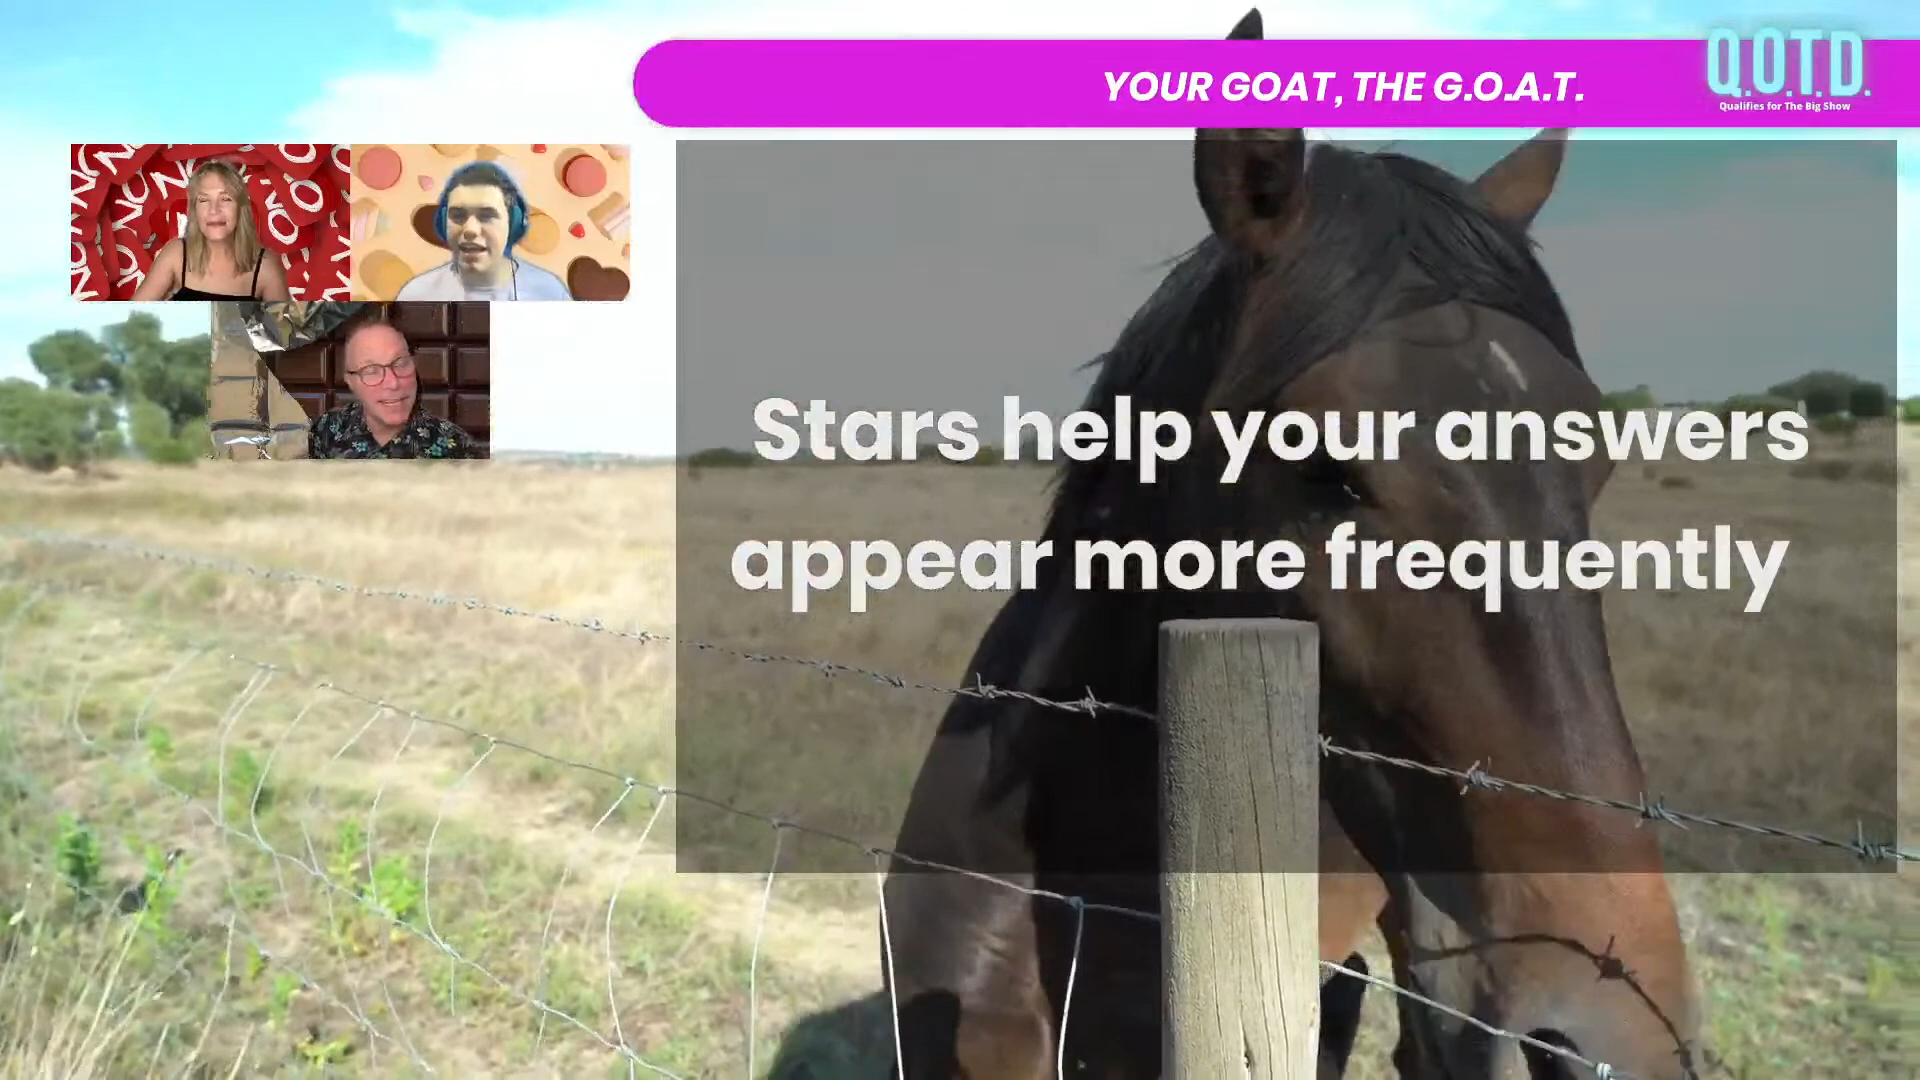 YOUR GOAT, THE G.O.A.T.
Q.O.T.D.
Qualifies for The Big Show
Stars help your answers
appear more frequently